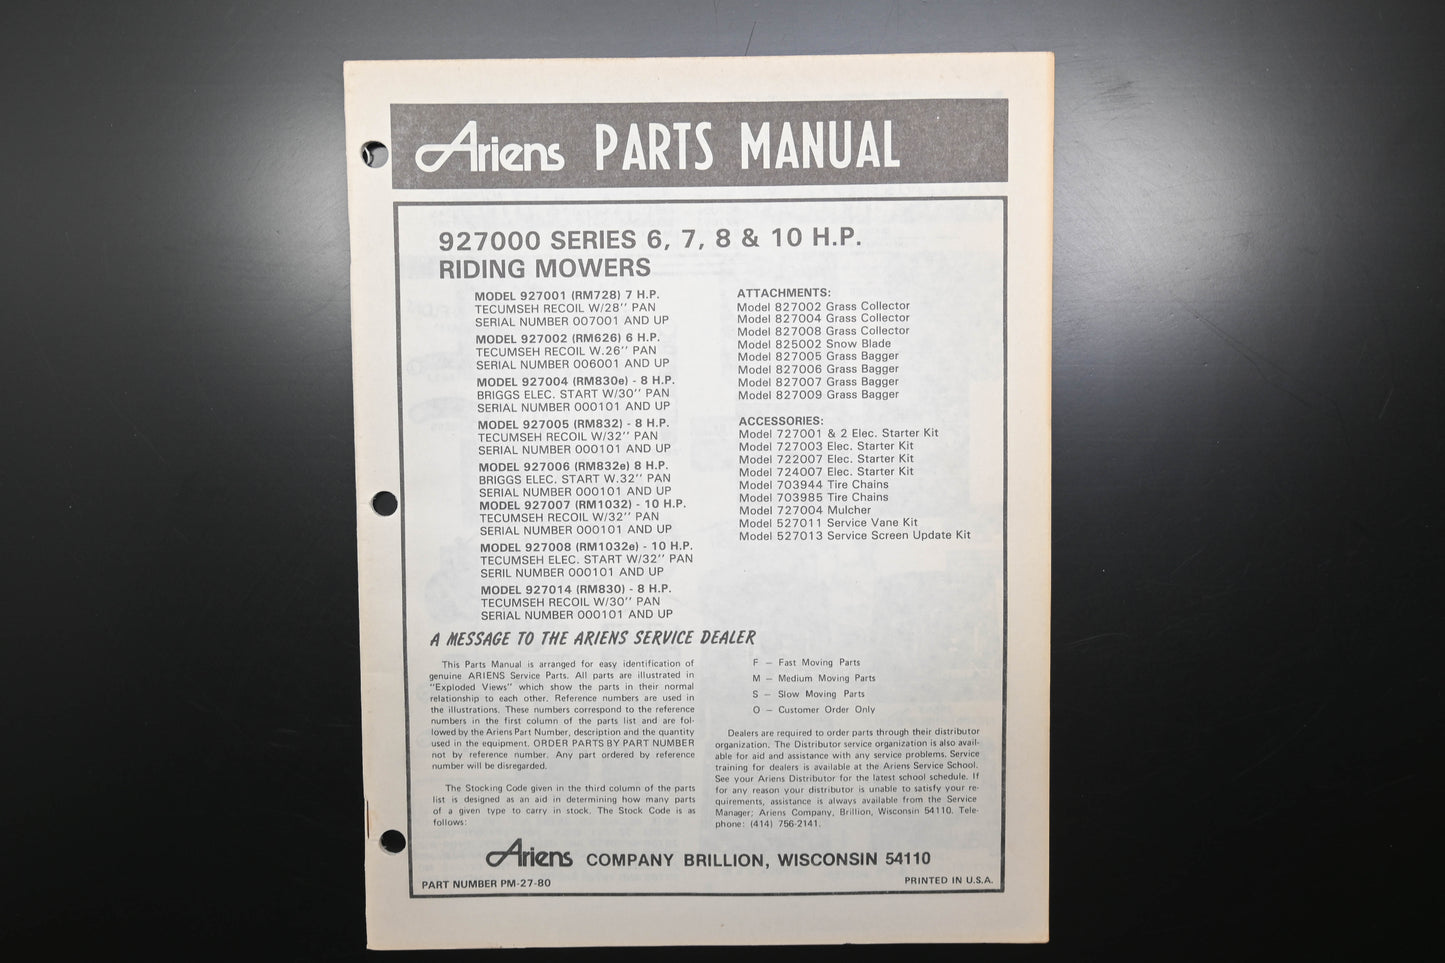 Ariens PARTS MANUAL
927000 SERIES 6, 7, 8 & 10 H.P.
RIDING MOWERS
MODEL 927001 (RM728) 7 H.P.
TECUMSEH RECOIL W/28'' PAN
SERIAL NUMBER 007001 AND UP
MODEL 927002 (RM626) 6 H.P.
TECUMSEH RECOIL W.26'' PAN
SERIAL NUMBER 006001 AND UP
MODEL 927004 (RM830e) - 8 H.P.
BRIGGS ELEC. START W/30'' PAN
SERIAL NUMBER 000101 AND UP
MODEL 927005 (RM832) - 8 H.P.
TECUMSEH RECOIL W/32'' PAN
SERIAL NUMBER 000101 AND UP
MODEL 927006 (RM832e) 8 H.P.
BRIGGS ELEC. START W.32'' PAN
SERIAL NUMBER 000101 AND UP
MODEL 927007 (RM1032) - 10 H.P.
TECUMSEH RECOIL W/32'' PAN
SERIAL NUMBER 000101 AND UP
MODEL 927008 (RM1032e) - 10 H.P.
TECUMSEH ELEC. START W/32'' PAN
SERIL NUMBER 000101 AND UP
MODEL 927014 (RM830) - 8 H.P.
TECUMSEH RECOIL W/30'' PAN
SERIAL NUMBER 000101 AND UP
ATTACHMENTS:
Model 827002 Grass Collector
Model 827004 Grass Collector
Model 827008 Grass Collector
Model 825002 Snow Blade
Model 827005 Grass Bagger
Model 827006 Grass Bagger
Model 827007 Grass Bagger
Model 827009 Grass Bagger
ACCESSORIES:
Model 727001 & 2 Elec. Starter Kit
Model 727003 Elec. Starter Kit
Model 722007 Elec. Starter Kit
Model 724007 Elec. Starter Kit
Model 703944 Tire Chains
Model 703985 Tire Chains
Model 727004 Mulcher
Model 527011 Service Vane Kit
Model 527013 Service Screen Update Kit
A MESSAGE TO THE ARIENS SERVICE DEALER
This Parts Manual is arranged for easy identification of
genuine ARIENS Service Parts. All parts are illustrated in
"Exploded Views" which show the parts in their normal
relationship to each other. Reference numbers are used in
the illustrations. These numbers correspond to the reference
numbers in the first column of the parts list and are fol-
lowed by the Ariens Part Number, description and the quantity
used in the equipment. ORDER PARTS BY PART NUMBER
not by reference number. Any part ordered by reference
number will be disregarded.
The Stocking Code given in the third column of the parts
list is designed as an aid in determining how many parts
of a given type to carry in stock. The Stock Code is as
follows:
F – Fast Moving Parts
M – Medium Moving Parts
S – Slow Moving Parts
O – Customer Order Only
Dealers are required to order parts through their distributor
organization. The Distributor service organization is also avail-
able for aid and assistance with any service problems. Service
training for dealers is available at the Ariens Service School.
See your Ariens Distributor for the latest school schedule. If
for any reason your distributor is unable to satisfy your re-
quirements, assistance is always available from the Service
Manager; Ariens Company, Brillion, Wisconsin 54110. Tele-
phone: (414) 756-2141.
Ariens COMPANY BRILLION, WISCONSIN 54110
PART NUMBER PM-27-80
PRINTED IN U.S.A.